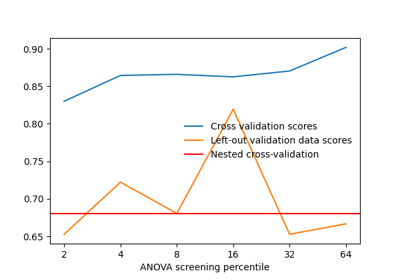 0.90
0.85
0.80
0.75
0.70
0.65
Cross validation scores
Left-out validation data scores
Nested cross-validation
2 4 8 16 32 64
ANOVA screening percentile